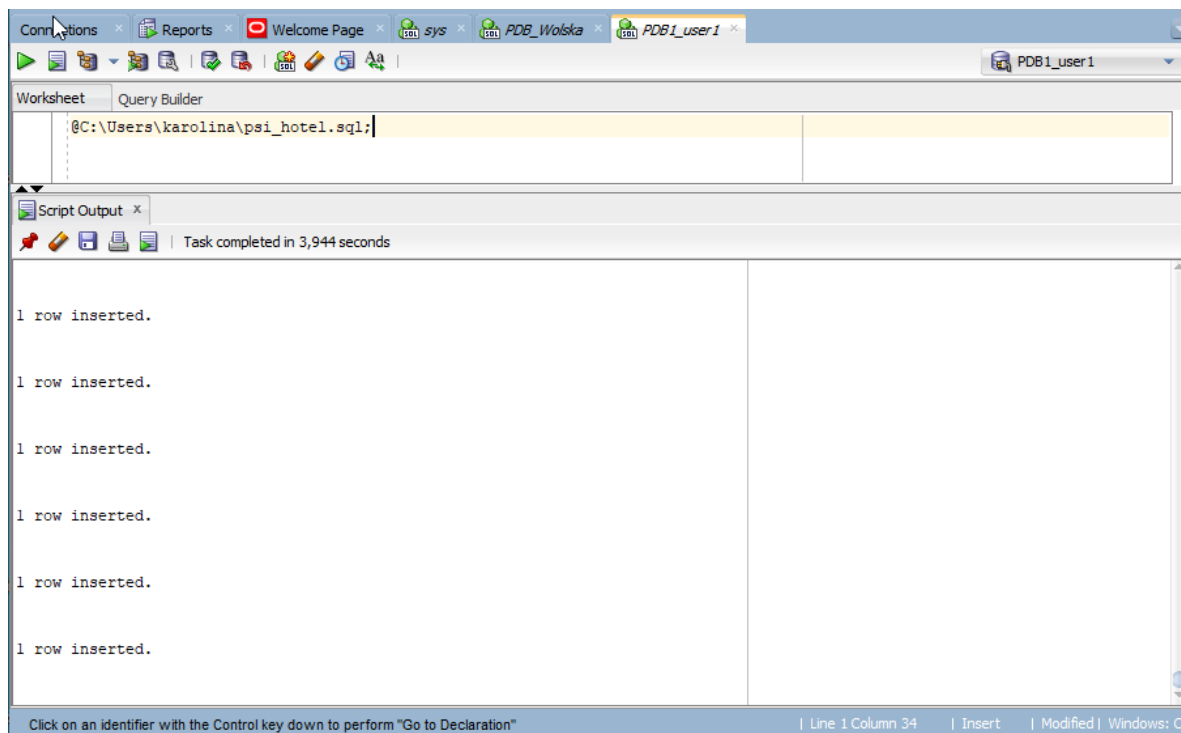 Connections Reports Welcome Page sys PDB_Wolska PDB1_user1
PDB1_user1
Worksheet Query Builder
@C:\Users\karolina\psi_hotel.sql;
Script Output x
Task completed in 3,944 seconds
1 row inserted.
1 row inserted.
1 row inserted.
1 row inserted.
1 row inserted.
1 row inserted.
Click on an identifier with the Control key down to perform "Go to Declaration" | Line 1 Column 34 | Insert | Modified | Windows: C